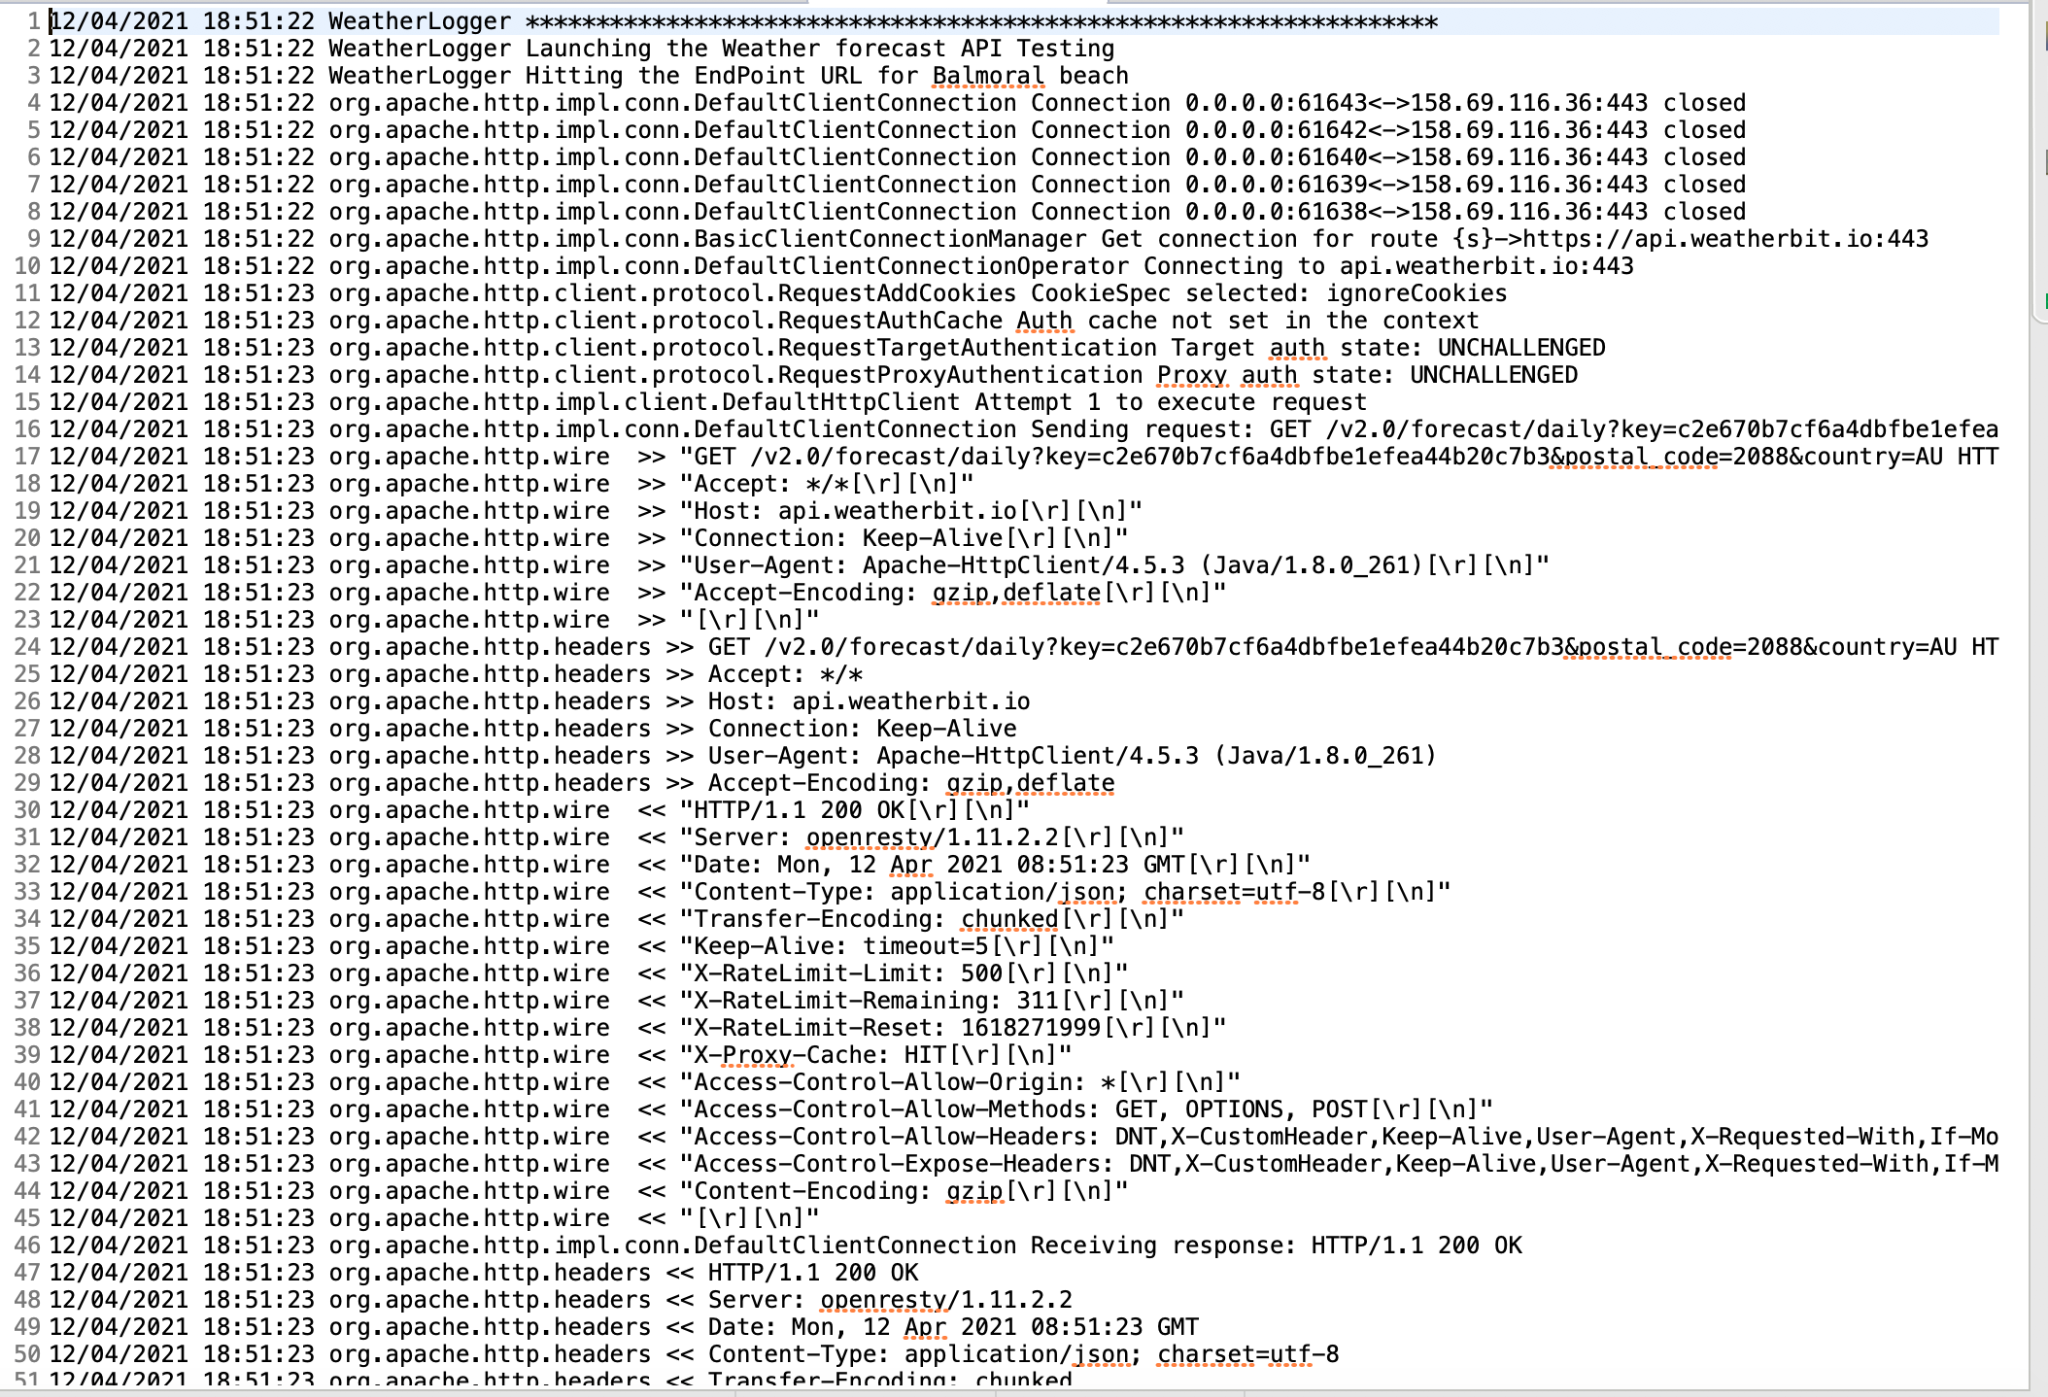 1 12/04/2021 18:51:22 WeatherLogger *****************************************************************
2 12/04/2021 18:51:22 WeatherLogger Launching the Weather forecast API Testing
3 12/04/2021 18:51:22 WeatherLogger Hitting the EndPoint URL for Balmoral beach
4 12/04/2021 18:51:22 org.apache.http.impl.conn.DefaultClientConnection Connection 0.0.0.0:61643<->158.69.116.36:443 closed
5 12/04/2021 18:51:22 org.apache.http.impl.conn.DefaultClientConnection Connection 0.0.0.0:61642<->158.69.116.36:443 closed
6 12/04/2021 18:51:22 org.apache.http.impl.conn.DefaultClientConnection Connection 0.0.0.0:61640<->158.69.116.36:443 closed
7 12/04/2021 18:51:22 org.apache.http.impl.conn.DefaultClientConnection Connection 0.0.0.0:61639<->158.69.116.36:443 closed
8 12/04/2021 18:51:22 org.apache.http.impl.conn.DefaultClientConnection Connection 0.0.0.0:61638<->158.69.116.36:443 closed
9 12/04/2021 18:51:22 org.apache.http.impl.conn.BasicClientConnectionManager Get connection for route {s}->https://api.weatherbit.io:443
10 12/04/2021 18:51:22 org.apache.http.impl.conn.DefaultClientConnectionOperator Connecting to api.weatherbit.io:443
11 12/04/2021 18:51:23 org.apache.http.client.protocol.RequestAddCookies CookieSpec selected: ignoreCookies
12 12/04/2021 18:51:23 org.apache.http.client.protocol.RequestAuthCache Auth cache not set in the context
13 12/04/2021 18:51:23 org.apache.http.client.protocol.RequestTargetAuthentication Target auth state: UNCHALLENGED
14 12/04/2021 18:51:23 org.apache.http.client.protocol.RequestProxyAuthentication Proxy auth state: UNCHALLENGED
15 12/04/2021 18:51:23 org.apache.http.impl.client.DefaultHttpClient Attempt 1 to execute request
16 12/04/2021 18:51:23 org.apache.http.impl.conn.DefaultClientConnection Sending request: GET /v2.0/forecast/daily?key=c2e670b7cf6a4dbfbe1efea
17 12/04/2021 18:51:23 org.apache.http.wire  >> "GET /v2.0/forecast/daily?key=c2e670b7cf6a4dbfbe1efea44b20c7b3&postal_code=2088&country=AU HTT
18 12/04/2021 18:51:23 org.apache.http.wire  >> "Accept: */*[\r][\n]"
19 12/04/2021 18:51:23 org.apache.http.wire  >> "Host: api.weatherbit.io[\r][\n]"
20 12/04/2021 18:51:23 org.apache.http.wire  >> "Connection: Keep-Alive[\r][\n]"
21 12/04/2021 18:51:23 org.apache.http.wire  >> "User-Agent: Apache-HttpClient/4.5.3 (Java/1.8.0_261)[\r][\n]"
22 12/04/2021 18:51:23 org.apache.http.wire  >> "Accept-Encoding: gzip,deflate[\r][\n]"
23 12/04/2021 18:51:23 org.apache.http.wire  >> "[\r][\n]"
24 12/04/2021 18:51:23 org.apache.http.headers >> GET /v2.0/forecast/daily?key=c2e670b7cf6a4dbfbe1efea44b20c7b3&postal_code=2088&country=AU HT
25 12/04/2021 18:51:23 org.apache.http.headers >> Accept: */*
26 12/04/2021 18:51:23 org.apache.http.headers >> Host: api.weatherbit.io
27 12/04/2021 18:51:23 org.apache.http.headers >> Connection: Keep-Alive
28 12/04/2021 18:51:23 org.apache.http.headers >> User-Agent: Apache-HttpClient/4.5.3 (Java/1.8.0_261)
29 12/04/2021 18:51:23 org.apache.http.headers >> Accept-Encoding: gzip,deflate
30 12/04/2021 18:51:23 org.apache.http.wire  << "HTTP/1.1 200 OK[\r][\n]"
31 12/04/2021 18:51:23 org.apache.http.wire  << "Server: openresty/1.11.2.2[\r][\n]"
32 12/04/2021 18:51:23 org.apache.http.wire  << "Date: Mon, 12 Apr 2021 08:51:23 GMT[\r][\n]"
33 12/04/2021 18:51:23 org.apache.http.wire  << "Content-Type: application/json; charset=utf-8[\r][\n]"
34 12/04/2021 18:51:23 org.apache.http.wire  << "Transfer-Encoding: chunked[\r][\n]"
35 12/04/2021 18:51:23 org.apache.http.wire  << "Keep-Alive: timeout=5[\r][\n]"
36 12/04/2021 18:51:23 org.apache.http.wire  << "X-RateLimit-Limit: 500[\r][\n]"
37 12/04/2021 18:51:23 org.apache.http.wire  << "X-RateLimit-Remaining: 311[\r][\n]"
38 12/04/2021 18:51:23 org.apache.http.wire  << "X-RateLimit-Reset: 1618271999[\r][\n]"
39 12/04/2021 18:51:23 org.apache.http.wire  << "X-Proxy-Cache: HIT[\r][\n]"
40 12/04/2021 18:51:23 org.apache.http.wire  << "Access-Control-Allow-Origin: *[\r][\n]"
41 12/04/2021 18:51:23 org.apache.http.wire  << "Access-Control-Allow-Methods: GET, OPTIONS, POST[\r][\n]"
42 12/04/2021 18:51:23 org.apache.http.wire  << "Access-Control-Allow-Headers: DNT,X-CustomHeader,Keep-Alive,User-Agent,X-Requested-With,If-Mo
43 12/04/2021 18:51:23 org.apache.http.wire  << "Access-Control-Expose-Headers: DNT,X-CustomHeader,Keep-Alive,User-Agent,X-Requested-With,If-M
44 12/04/2021 18:51:23 org.apache.http.wire  << "Content-Encoding: gzip[\r][\n]"
45 12/04/2021 18:51:23 org.apache.http.wire  << "[\r][\n]"
46 12/04/2021 18:51:23 org.apache.http.impl.conn.DefaultClientConnection Receiving response: HTTP/1.1 200 OK
47 12/04/2021 18:51:23 org.apache.http.headers << HTTP/1.1 200 OK
48 12/04/2021 18:51:23 org.apache.http.headers << Server: openresty/1.11.2.2
49 12/04/2021 18:51:23 org.apache.http.headers << Date: Mon, 12 Apr 2021 08:51:23 GMT
50 12/04/2021 18:51:23 org.apache.http.headers << Content-Type: application/json; charset=utf-8
51 12/04/2021 18:51:23 org.apache.http.headers << Transfer-Encoding: chunked